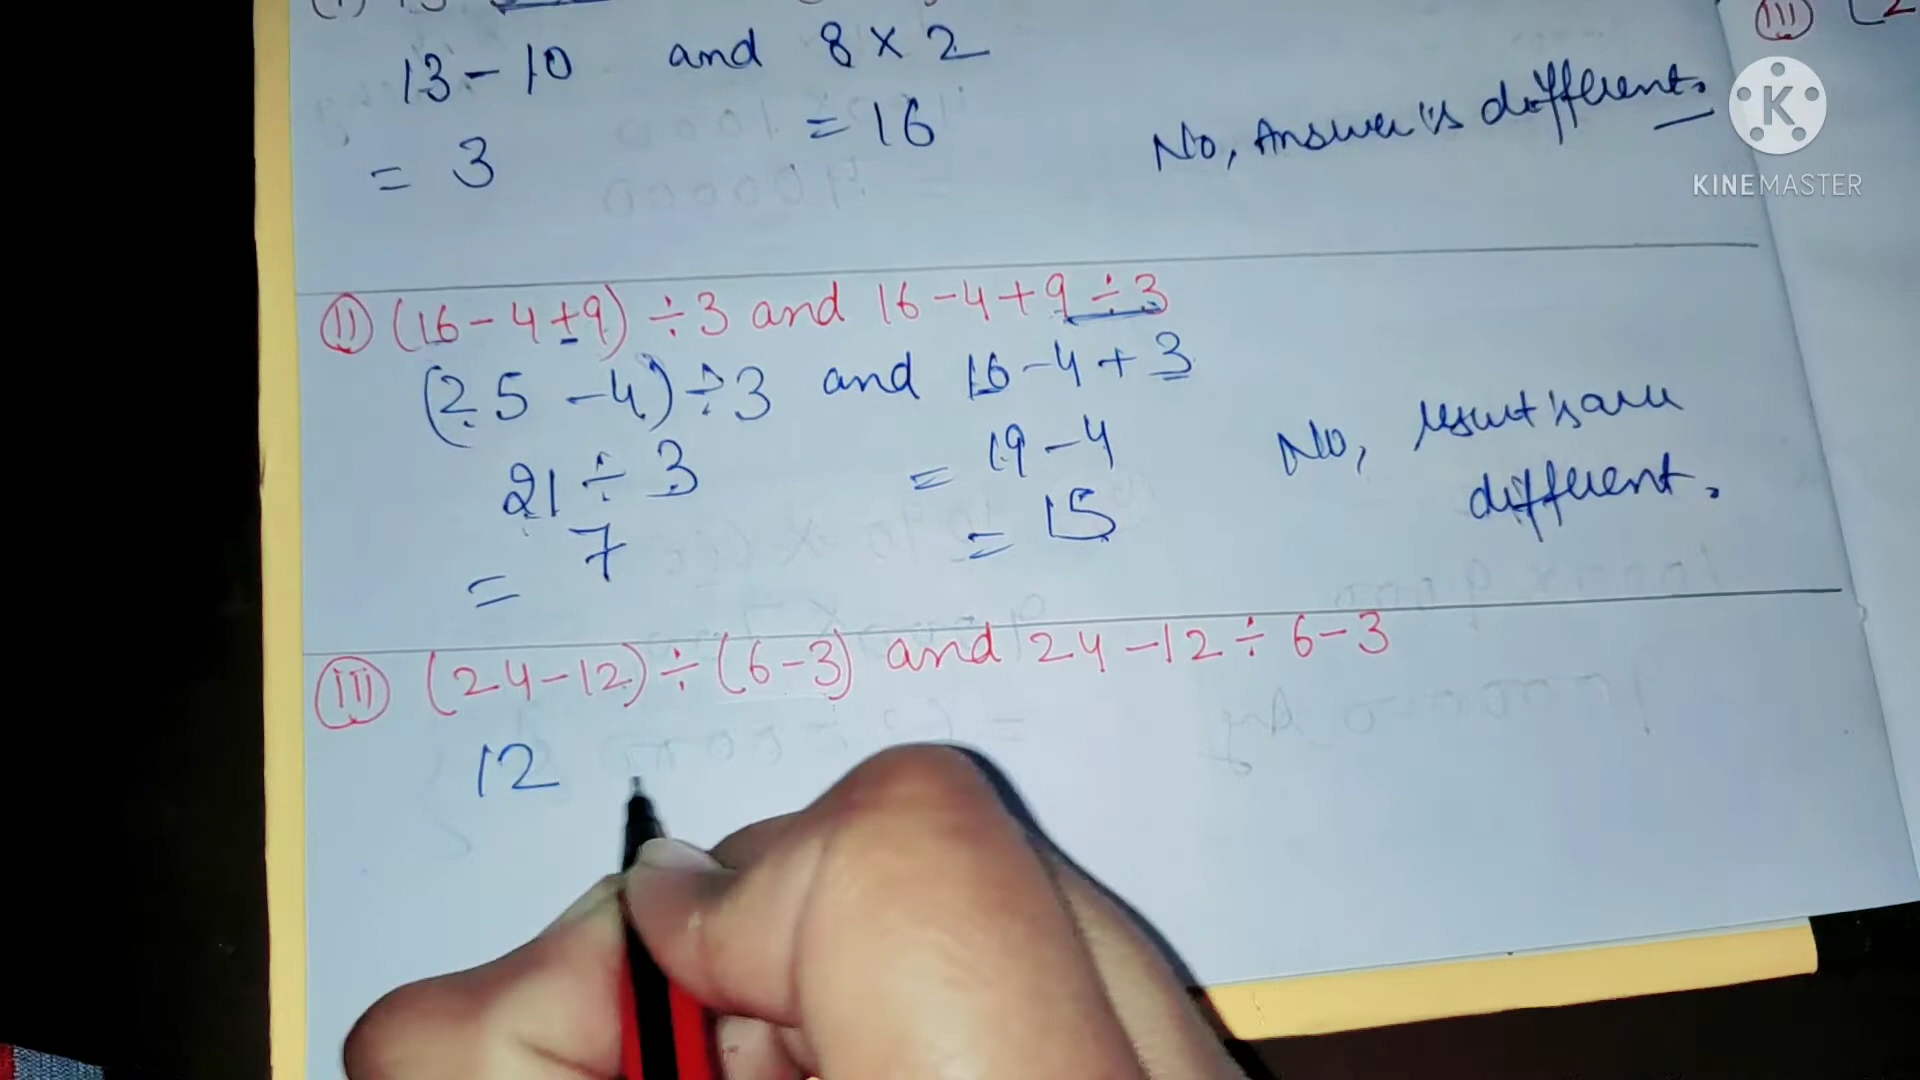 13 - 10 and 8 × 2
= 3 = 16
No, Answer is different.
(III)
KINEMASTER
(II) (16 - 4 + 9) ÷ 3 and 16 - 4 + 9 ÷ 3
(25 - 4) ÷ 3 and 16 - 4 + 3
21 ÷ 3 = 19 - 4
= 7 = 15
No, result is are
different.
(III) (24 - 12) ÷ (6 - 3) and 24 - 12 ÷ 6 - 3
12